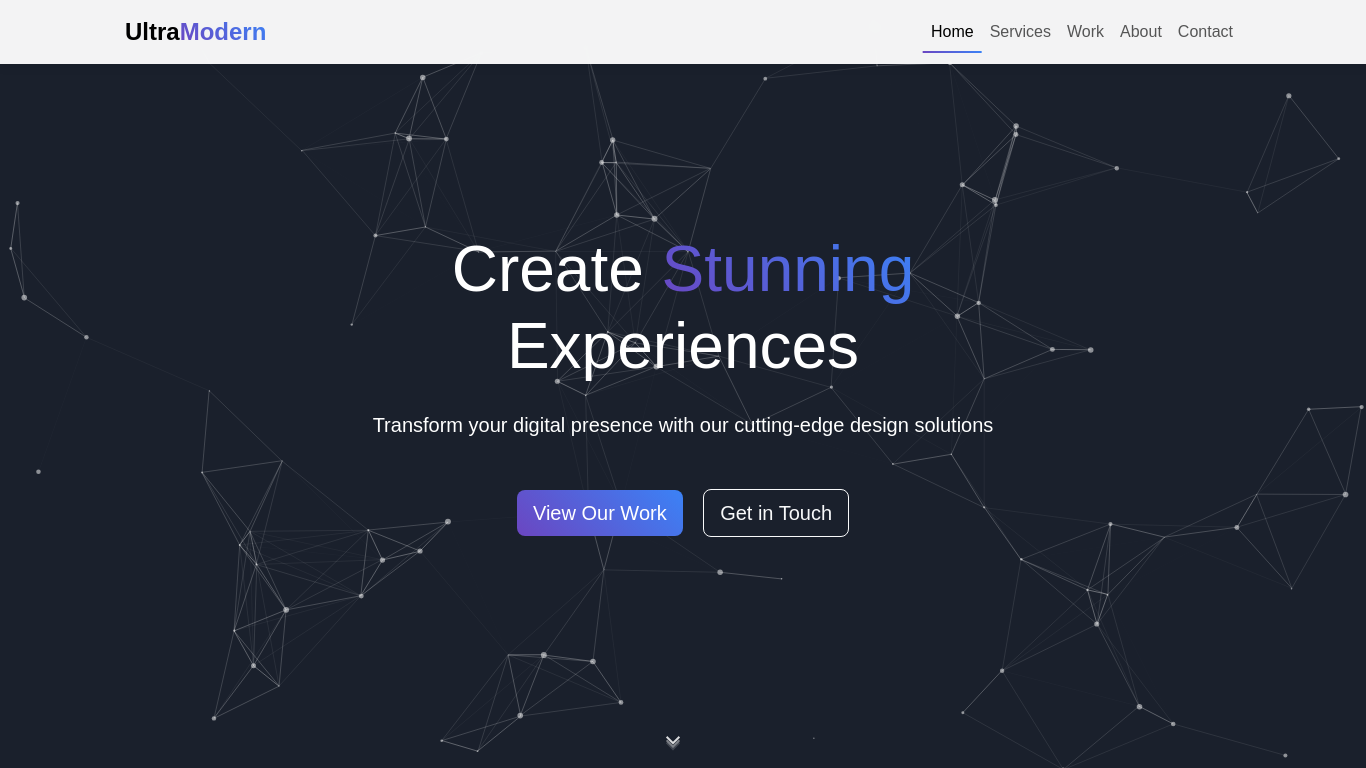 UltraModern
Home Services Work About Contact
Create Stunning
Experiences
Transform your digital presence with our cutting-edge design solutions
View Our Work Get in Touch